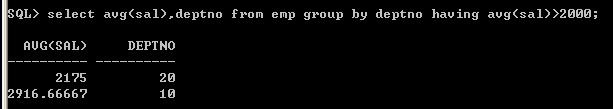 SQL> select avg(sal),deptno from emp group by deptno having avg(sal)>2000;
AVG(SAL) DEPTNO
---------- ----------
2175 20
2916.66667 10